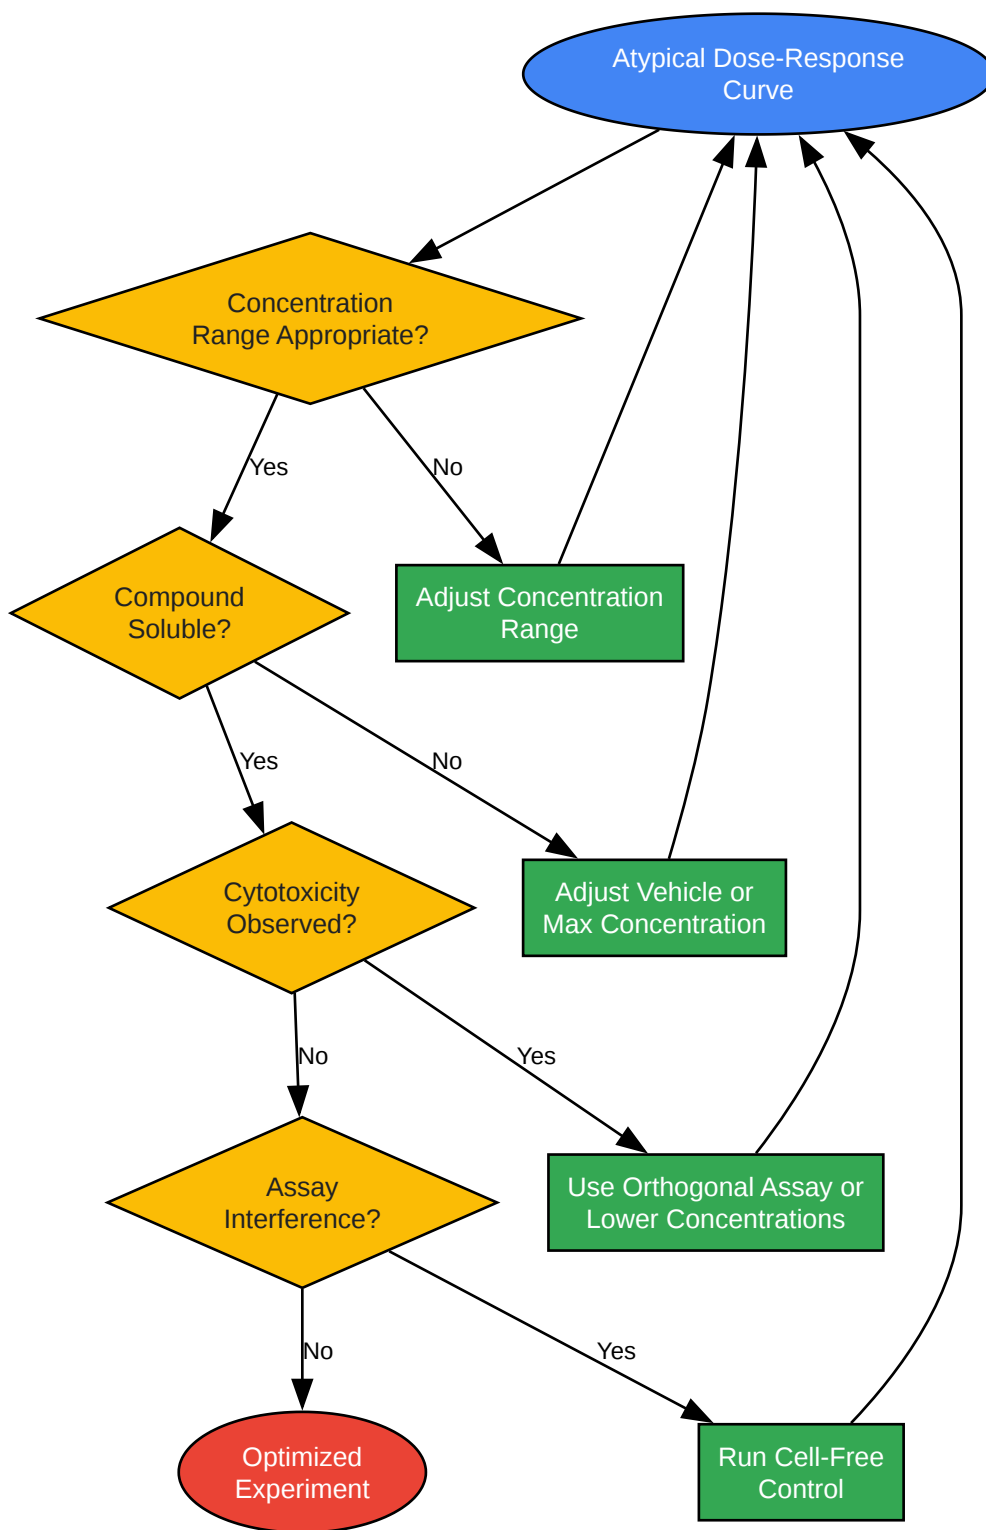 Atypical Dose-Response
Curve
Concentration
Range Appropriate?
Yes
No
Compound
Soluble?
Adjust Concentration
Range
Yes
No
Cytotoxicity
Observed?
Adjust Vehicle or
Max Concentration
No
Yes
Assay
Interference?
Use Orthogonal Assay or
Lower Concentrations
No
Yes
Optimized
Experiment
Run Cell-Free
Control